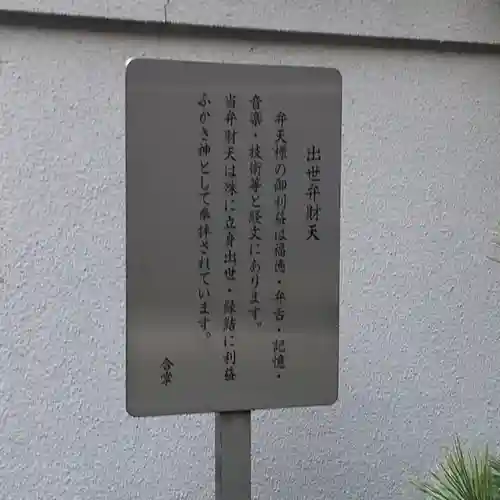 出世弁財天
弁天様の御利益は福徳・弁舌・記憶・
音楽・技術等と経文にあります。
当弁財天は殊に立身出世・縁結に利益
ふかき神として崇拝されています。
合掌